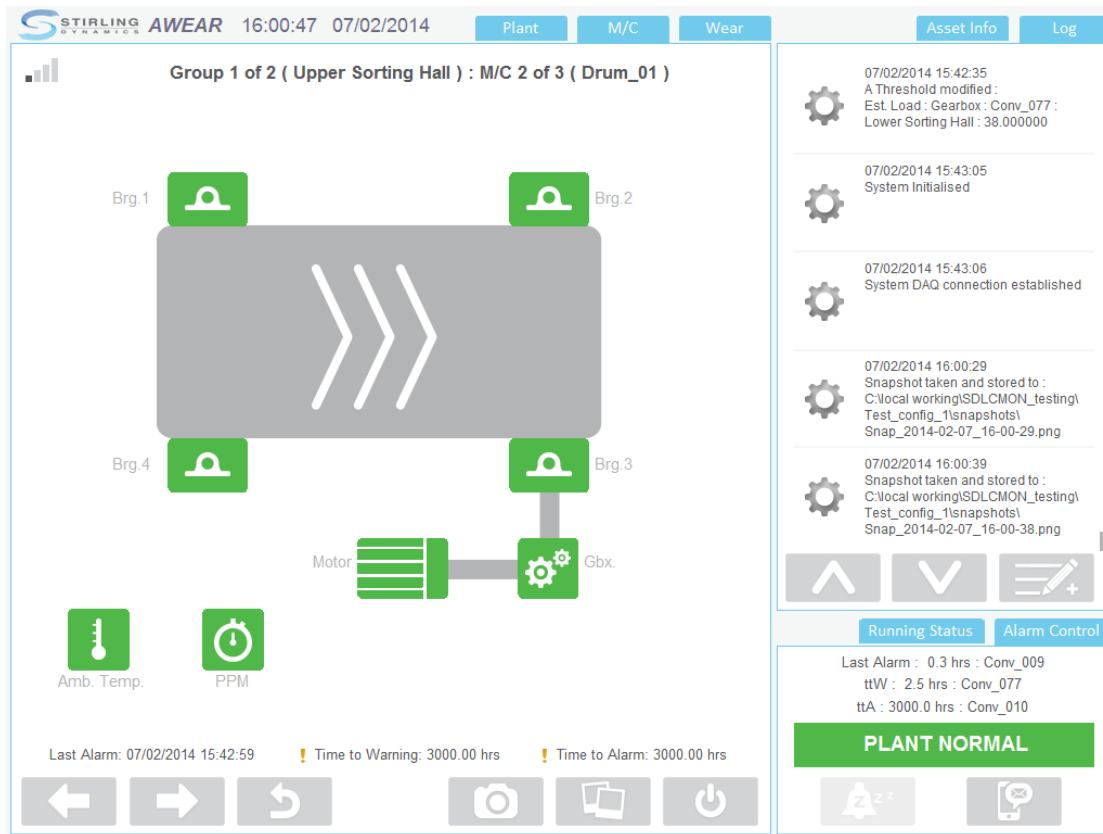 STIRLING DYNAMICS AWEAR 16:00:47 07/02/2014
Plant M/C Wear
Asset Info Log
Group 1 of 2 ( Upper Sorting Hall ) : M/C 2 of 3 ( Drum_01 )
Brg.1
Brg.2
Brg.4
Brg.3
Motor
Gbx.
Amb. Temp.
PPM
Last Alarm: 07/02/2014 15:42:59 ! Time to Warning: 3000.00 hrs ! Time to Alarm: 3000.00 hrs
07/02/2014 15:42:35
A Threshold modified :
Est. Load : Gearbox : Conv_077 :
Lower Sorting Hall : 38.000000
07/02/2014 15:43:05
System Initialised
07/02/2014 15:43:06
System DAQ connection established
07/02/2014 16:00:29
Snapshot taken and stored to :
C:\local working\SDLCMON_testing\
Test_config_1\snapshots\
Snap_2014-02-07_16-00-29.png
07/02/2014 16:00:39
Snapshot taken and stored to :
C:\local working\SDLCMON_testing\
Test_config_1\snapshots\
Snap_2014-02-07_16-00-38.png
Running Status Alarm Control
Last Alarm : 0.3 hrs : Conv_009
ttW : 2.5 hrs : Conv_077
ttA : 3000.0 hrs : Conv_010
PLANT NORMAL
z z z